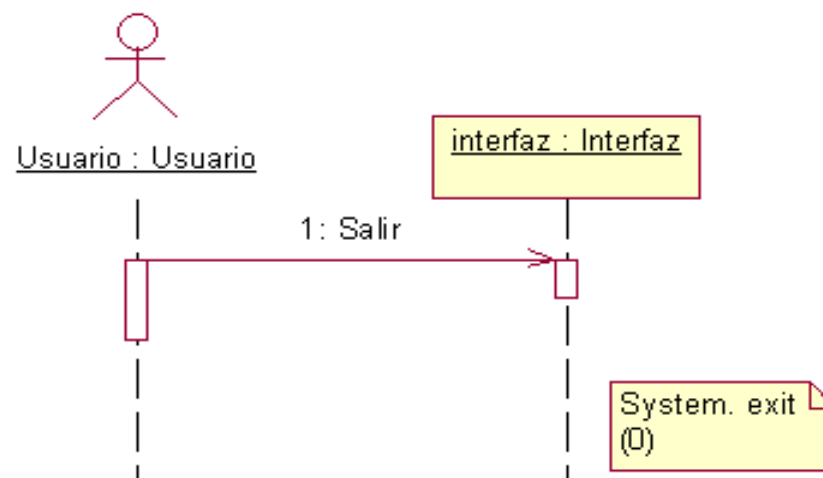 Usuario : Usuario
interfaz : Interfaz
1: Salir
System. exit
(0)